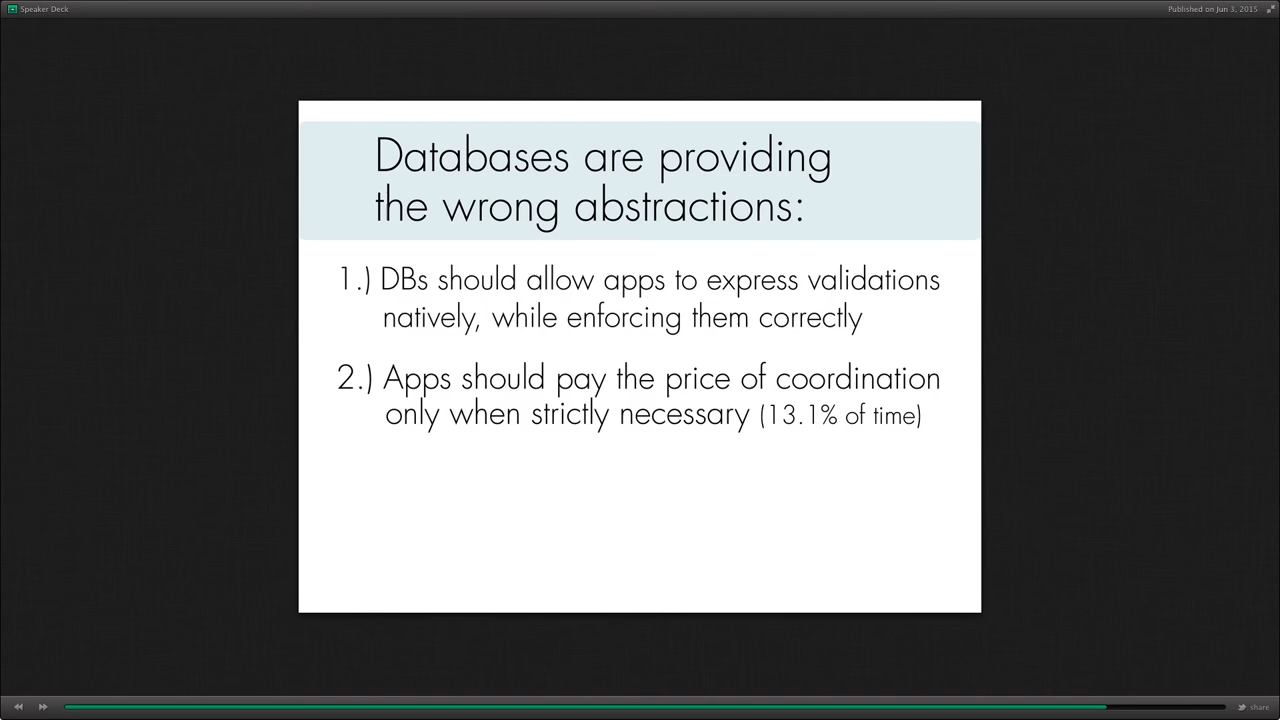 Speaker Deck
Published on Jun 3, 2015
Databases are providing
the wrong abstractions:
1.) DBs should allow apps to express validations
natively, while enforcing them correctly
2.) Apps should pay the price of coordination
only when strictly necessary (13.1% of time)
share